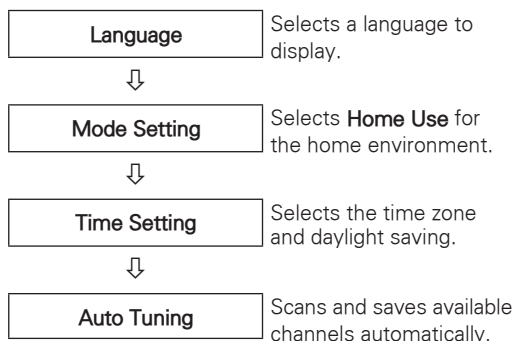 Language
Selects a language to
display.
Mode Setting
Selects Home Use for
the home environment.
Time Setting
Selects the time zone
and daylight saving.
Auto Tuning
Scans and saves available
channels automatically.